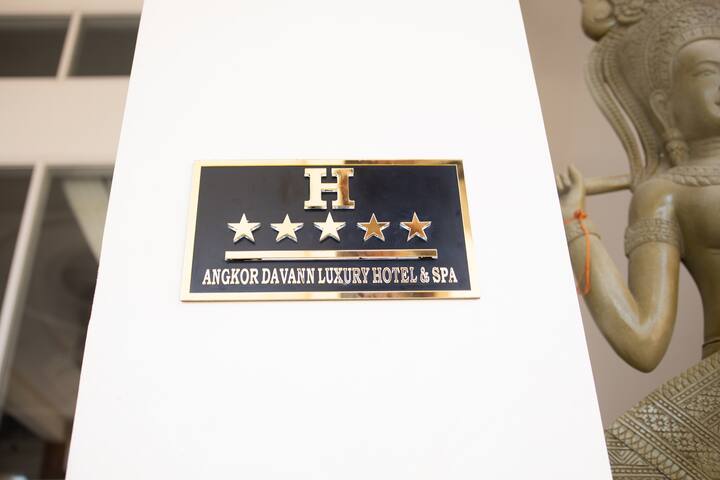 H
ANGKOR DAVANN LUXURY HOTEL & SPA